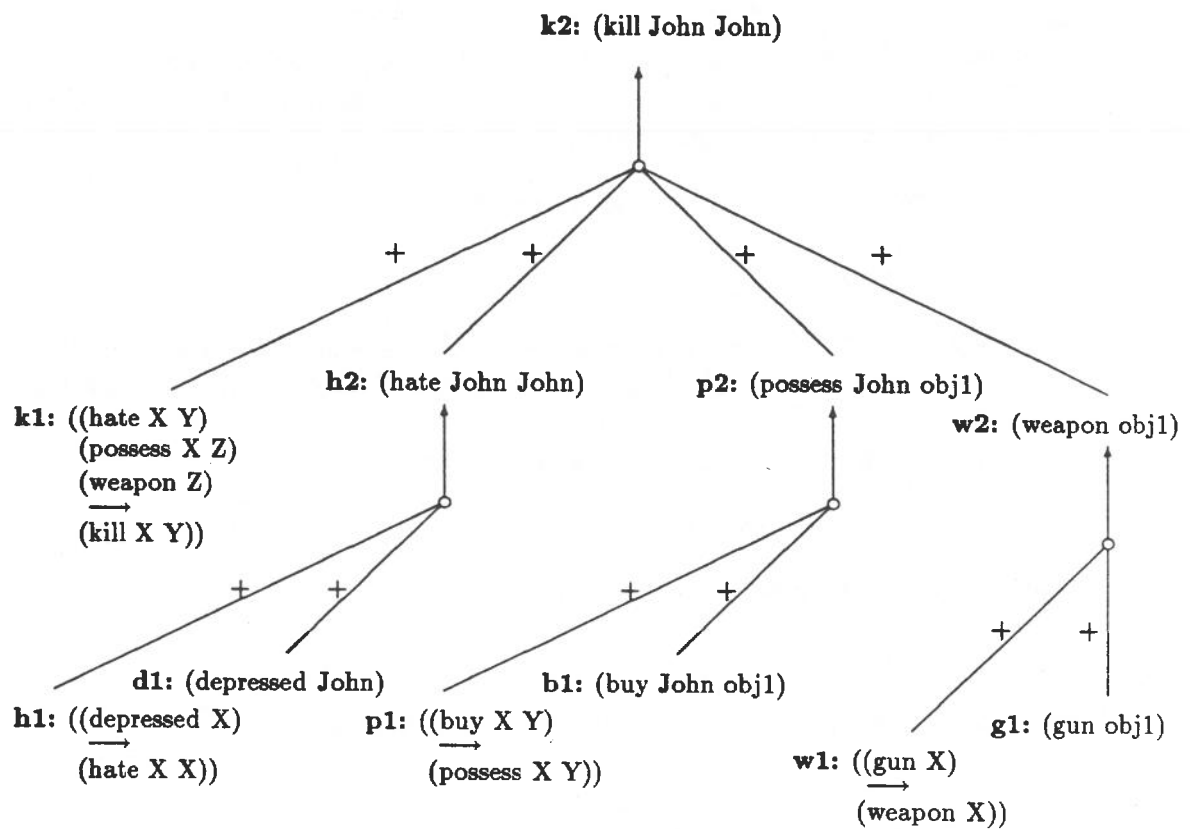 k2: (kill John John)
+ + + +
h2: (hate John John)
p2: (possess John obj1)
k1: ((hate X Y)
(possess X Z)
(weapon Z)
→
(kill X Y))
w2: (weapon obj1)
+ + + +
+ +
d1: (depressed John)
b1: (buy John obj1)
h1: ((depressed X)
→
(hate X X))
p1: ((buy X Y)
→
(possess X Y))
g1: (gun obj1)
w1: ((gun X)
→
(weapon X))